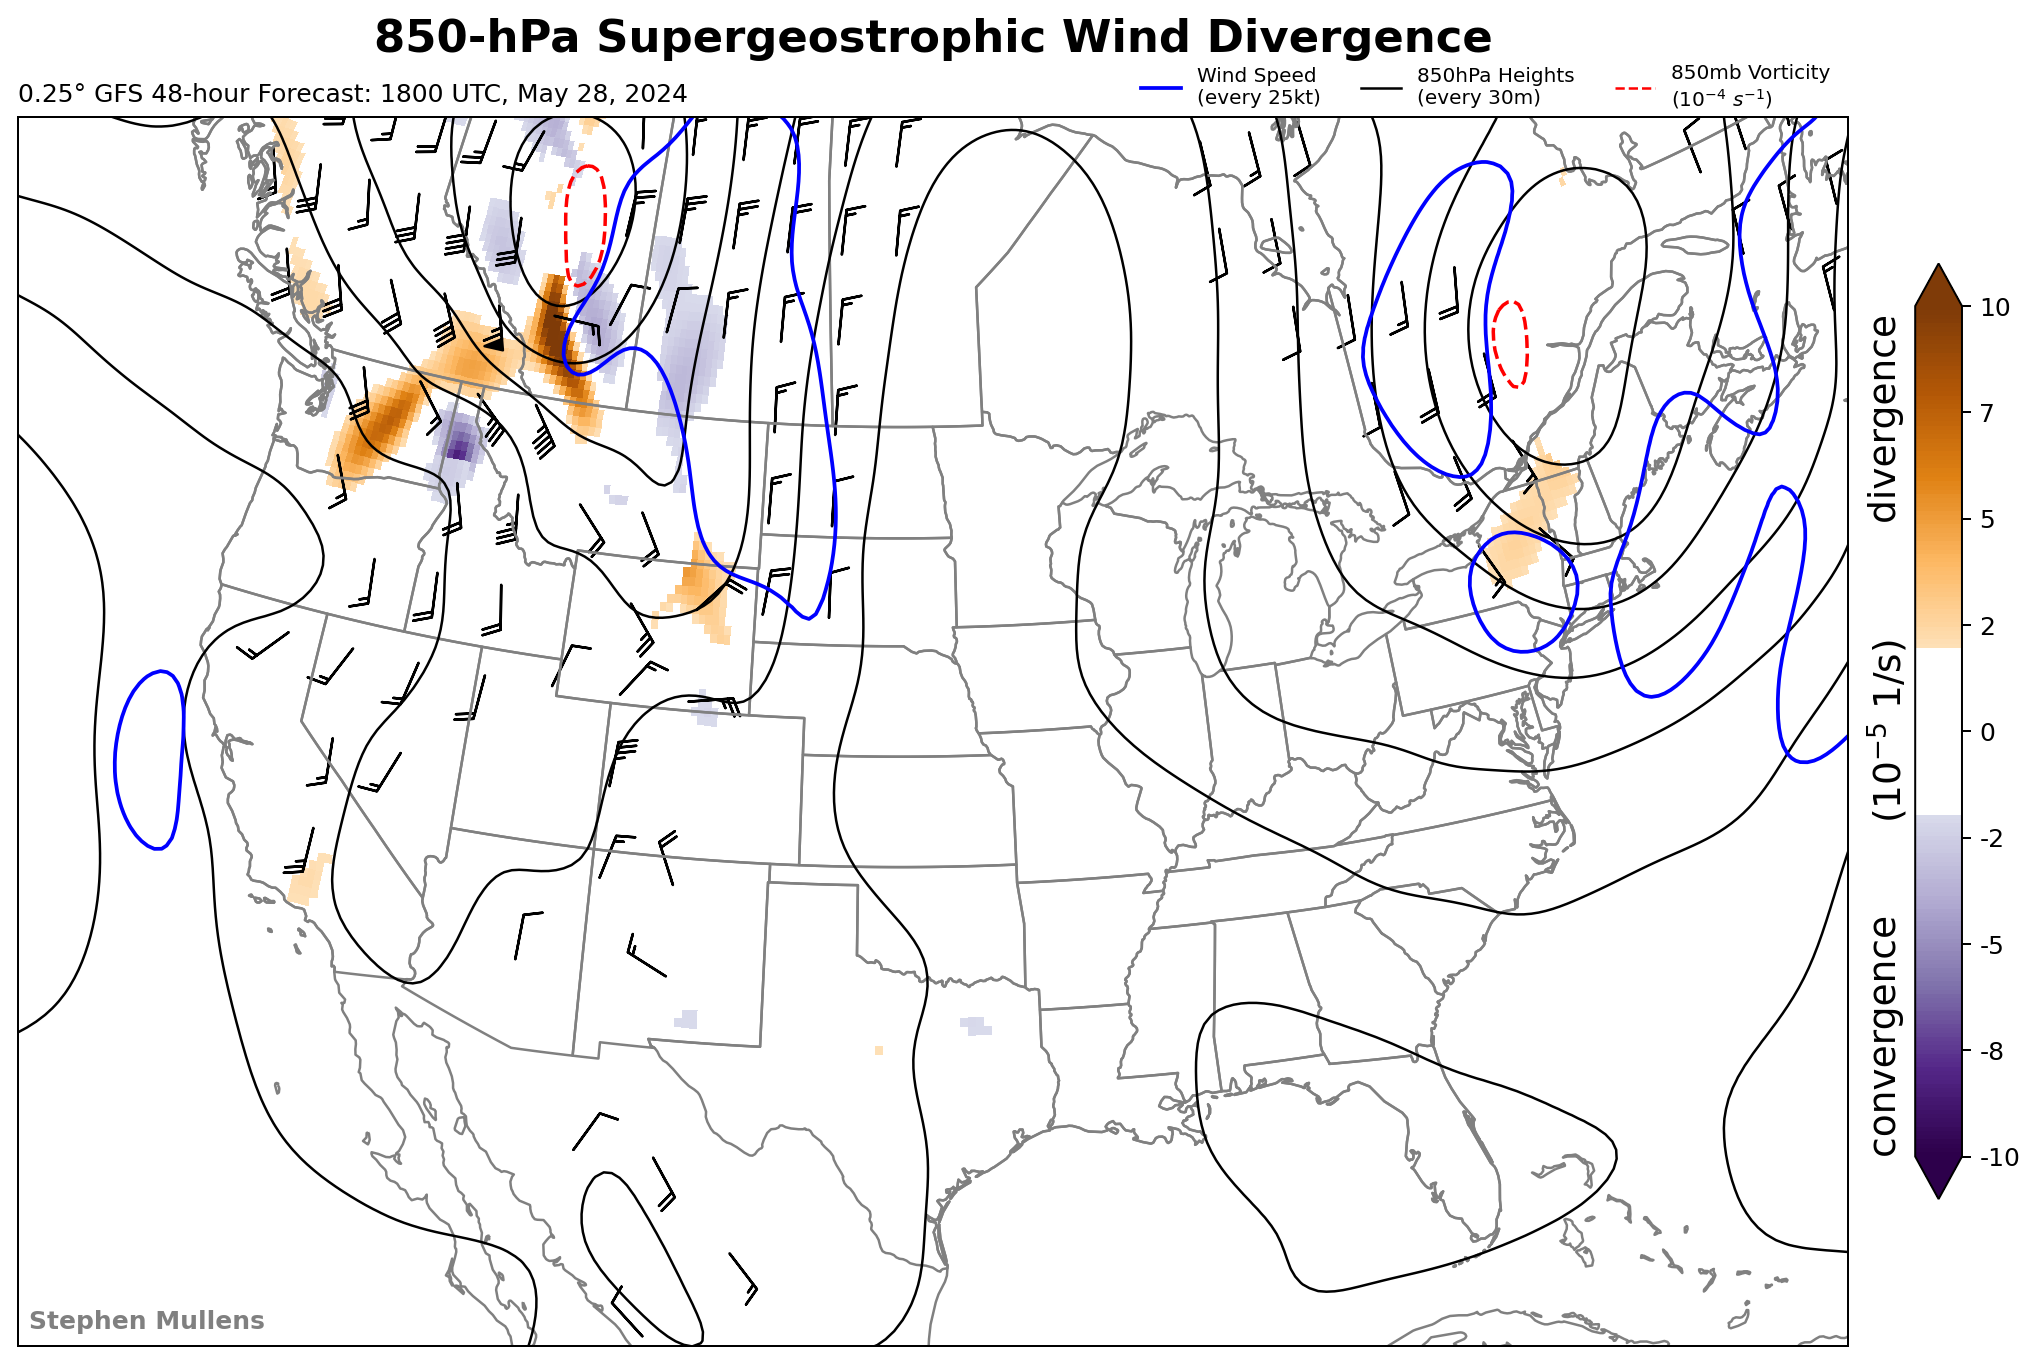 850-hPa Supergeostrophic Wind Divergence
0.25° GFS 48-hour Forecast: 1800 UTC, May 28, 2024
Wind Speed
(every 25kt)
850hPa Heights
(every 30m)
850mb Vorticity
(10⁻⁴ s⁻¹)
10
7
5
2
0
-2
-5
-8
-10
convergence (10⁻⁵ 1/s) divergence
Stephen Mullens